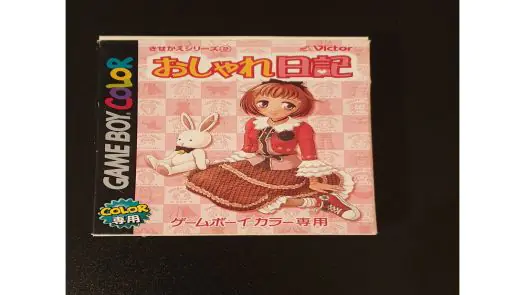 きせかえシリーズ②
Victor
おしゃれ日記
GAME BOY COLOR
COLOR
専用
ゲームボーイカラー専用